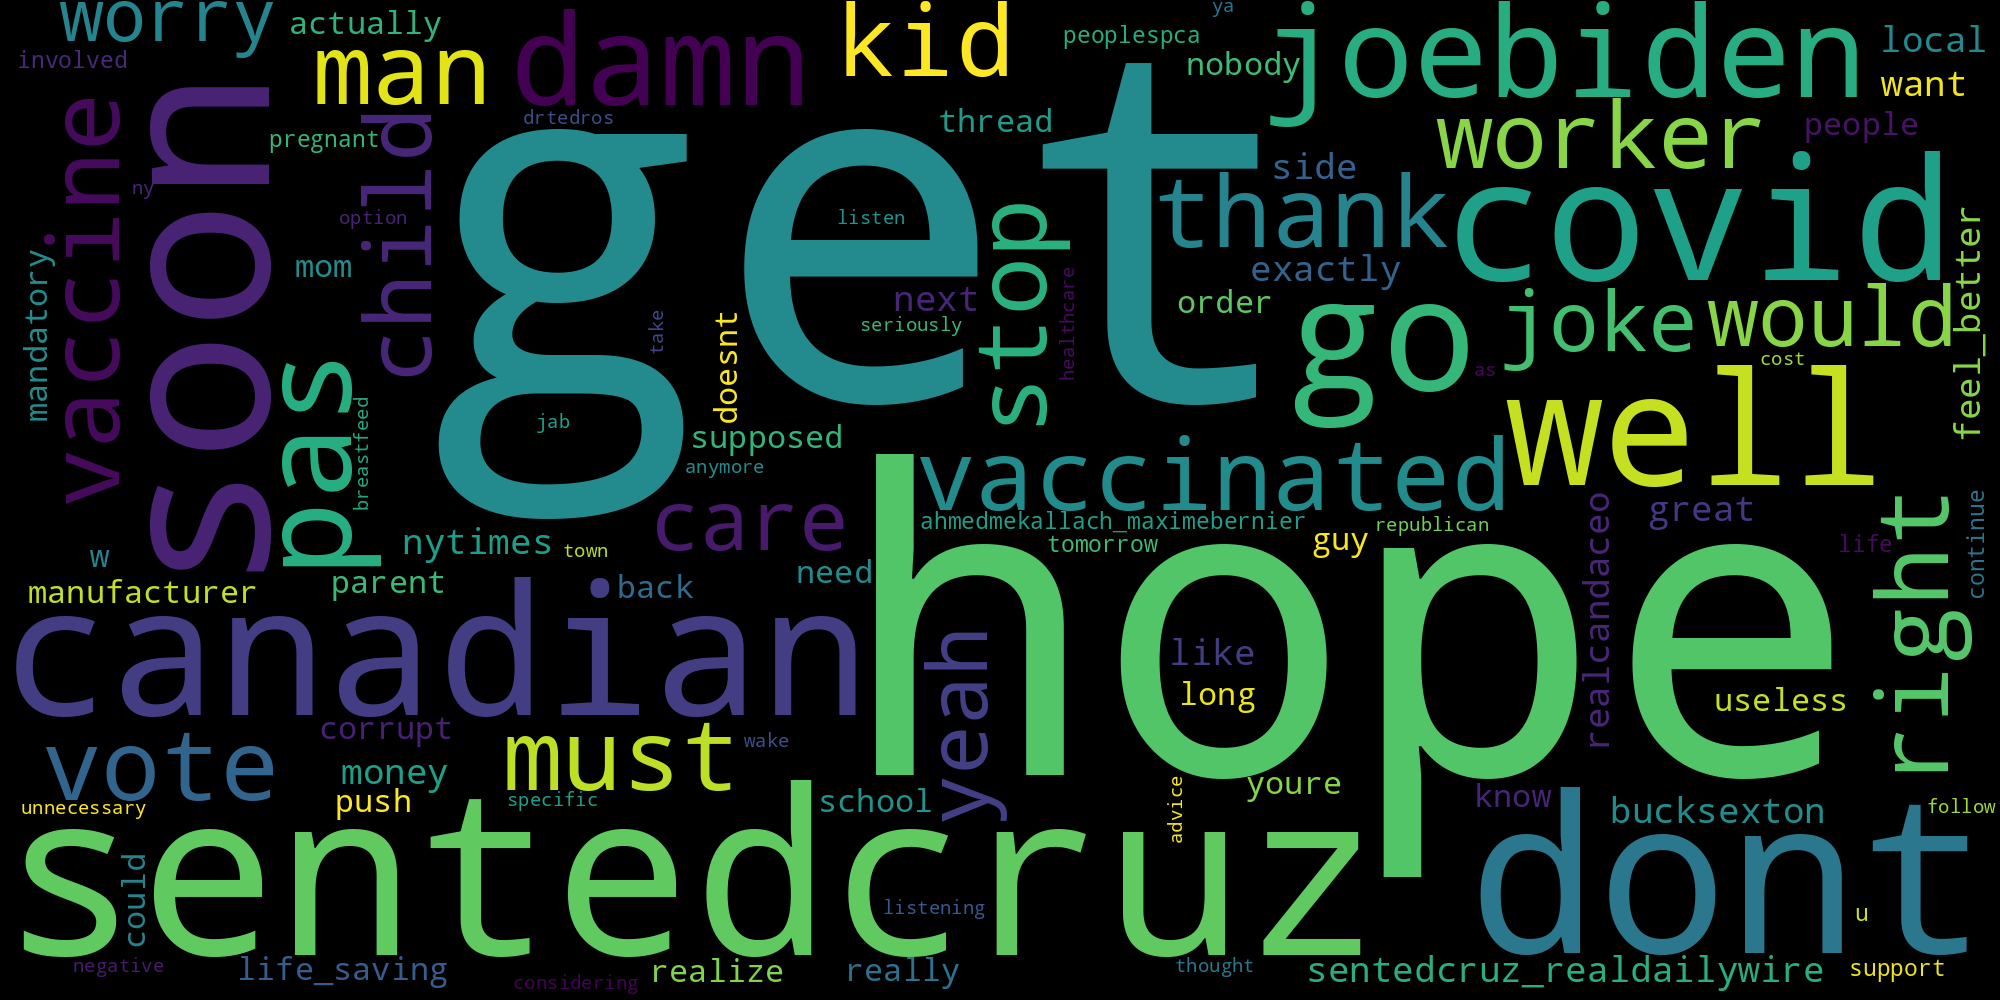 worry
actually
involved
man
damn
kid
peoplespca
ya
nobody
joebiden
local
want
vaccine
soon
ny
pregnant
child
drtedros
get
thread
side
worker
people
option
mom
listen
thank
covid
mandatory
take
next
seriously
stop
healthcare
exactly
order
go
joke
would
feel_better
pas
breastfeed
doesnt
jab
supposed
anymore
as
cost
well
vaccinated
care
nytimes
town
ahmedmekallach_maximebernier
tomorrow
guy
republican
realcandaceo
great
life
right
continue
w
manufacturer
parent
back
need
canadian
hope
yeah
like
long
useless
corrupt
vote
money
must
wake
unnecessary
push
specific
school
advice
youre
know
bucksexton
follow
sentedcruz
dont
could
listening
u
negative
life_saving
considering
realize
really
thought
sentedcruz_realdailywire
support